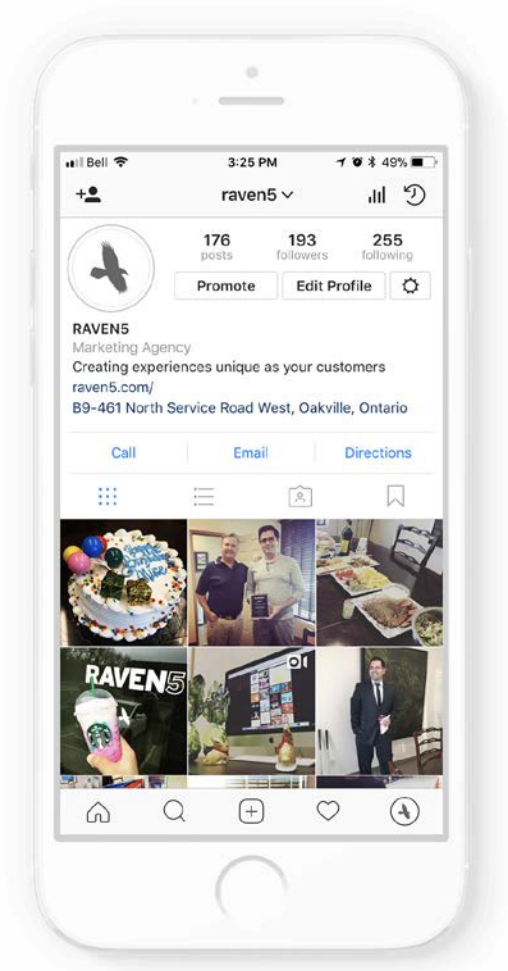 Bell 3:25 PM 49%
raven5
176 193 255
posts followers following
Promote Edit Profile
RAVEN5
Marketing Agency
Creating experiences unique as your customers
raven5.com/
B9-461 North Service Road West, Oakville, Ontario
Call Email Directions
Happy
RAVEN5